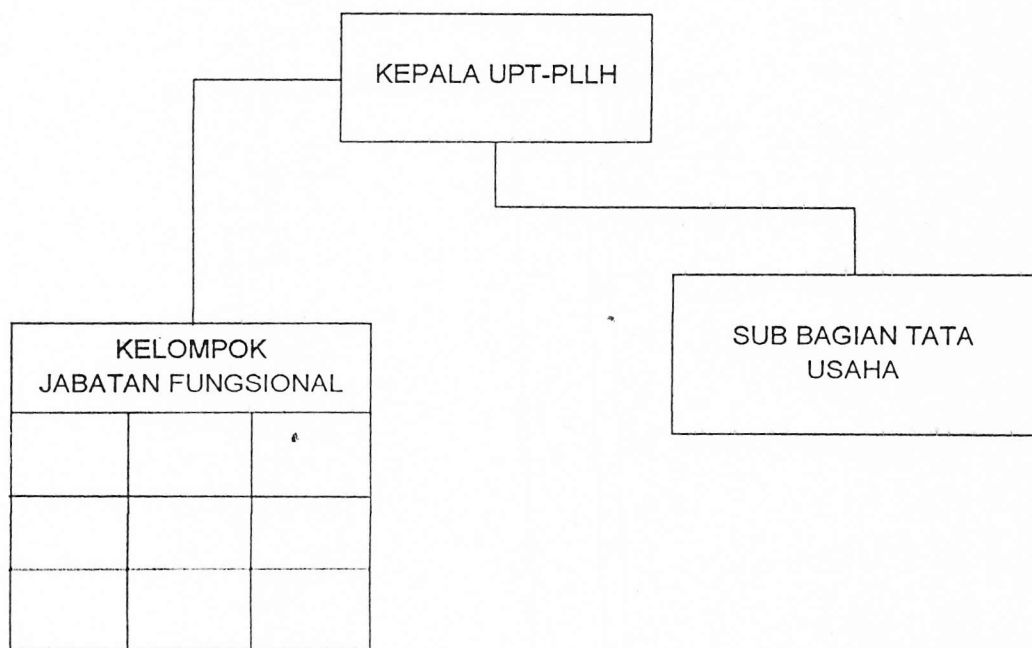 KEPALA UPT-PLLH
KELOMPOK
JABATAN FUNGSIONAL
SUB BAGIAN TATA
USAHA